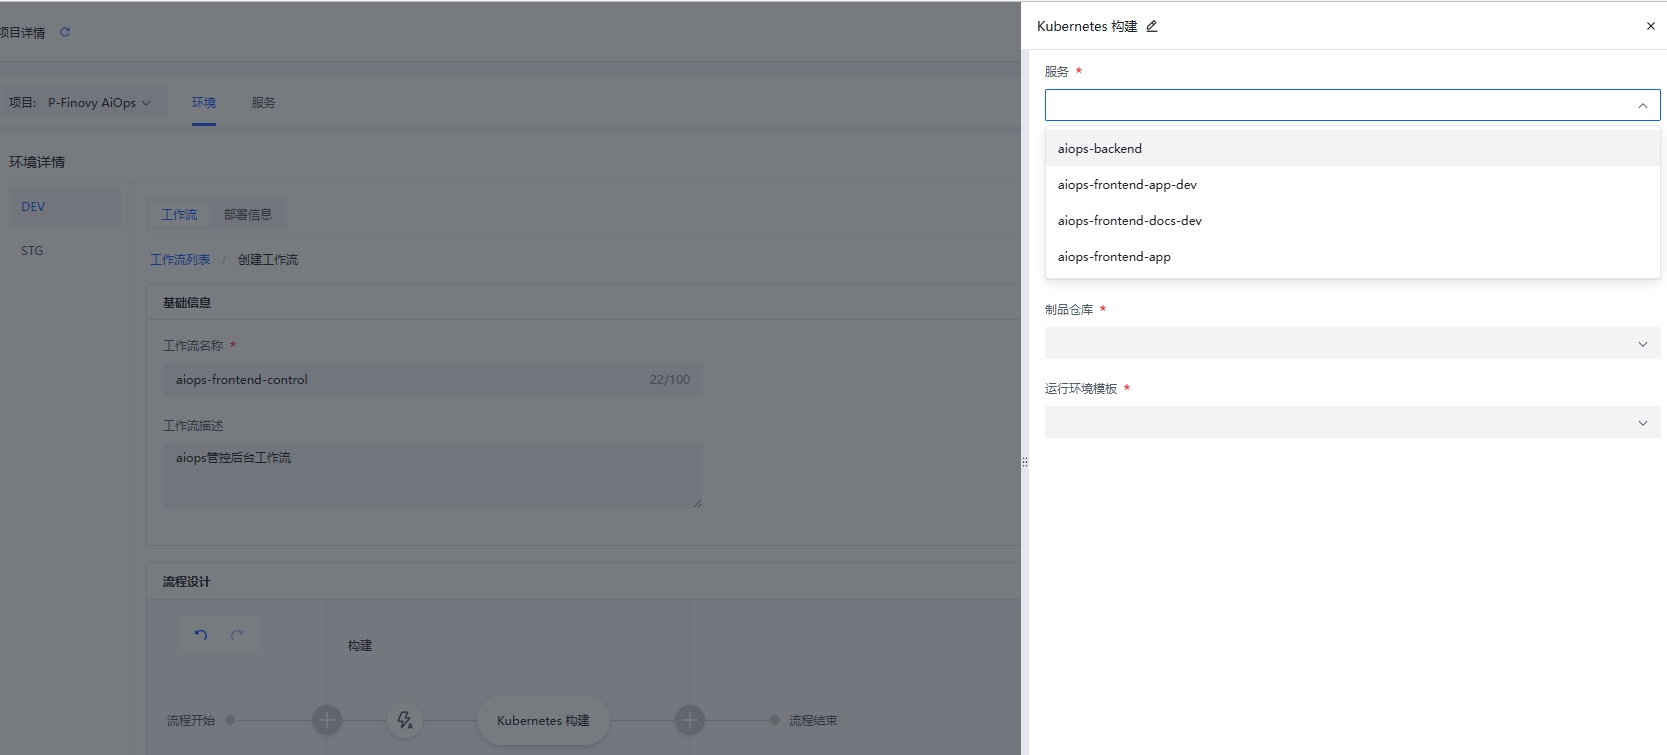 项目详情
项目: P-Finovy AiOps 环境 服务
环境详情
DEV
STG
工作流 部署信息
工作流列表 / 创建工作流
基础信息
工作流名称 *
aiops-frontend-control 22/100
工作流描述
aiops管控后台工作流
流程设计
构建
流程开始 Kubernetes 构建 流程结束
Kubernetes 构建
服务 *
aiops-backend
aiops-frontend-app-dev
aiops-frontend-docs-dev
aiops-frontend-app
制品仓库 *
运行环境模板 *